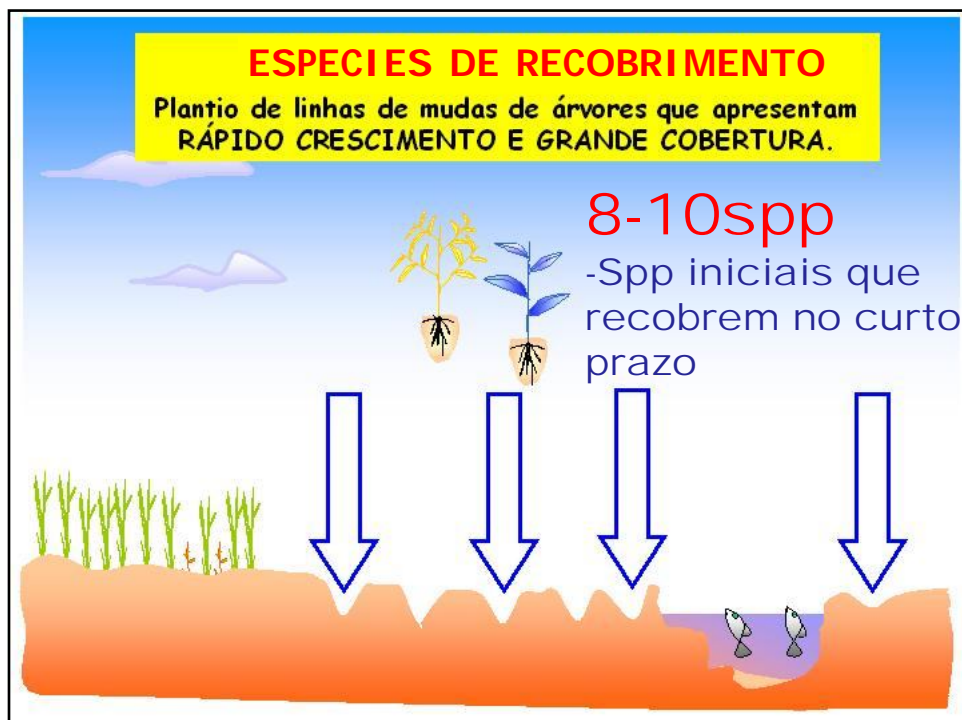 ESPECIES DE RECOBRIMENTO
Plantio de linhas de mudas de árvores que apresentam
RÁPIDO CRESCIMENTO E GRANDE COBERTURA.
8-10spp
-Spp iniciais que
recobrem no curto
prazo